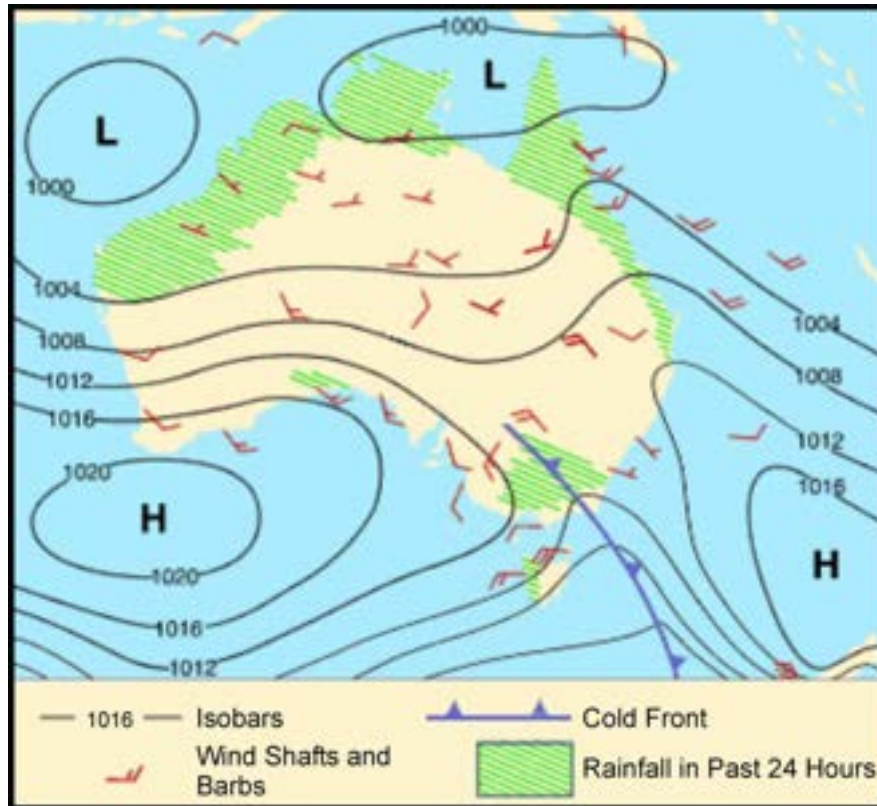 1000
L
L
1000
1004
1008
1012
1016
1020
H
1020
1016
1012
1004
1008
1012
1016
H
1016
Isobars
Cold Front
Wind Shafts and
Barbs
Rainfall in Past 24 Hours